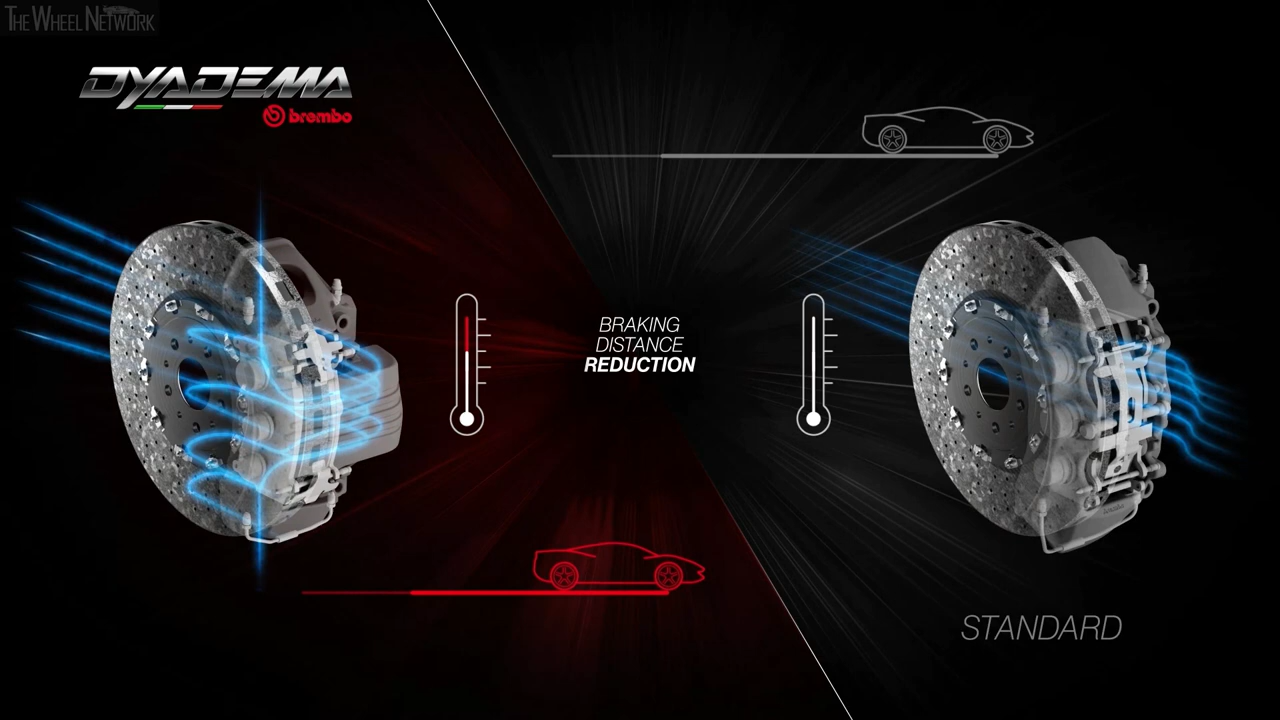 THE WHEEL NETWORK
DYADEMA
brembo
BRAKING
DISTANCE
REDUCTION
STANDARD